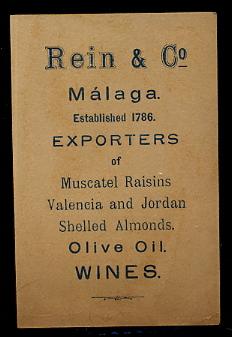 Rein & Co
Málaga.
Established 1786.
EXPORTERS
of
Muscatel Raisins
Valencia and Jordan
Shelled Almonds.
Olive Oil.
WINES.